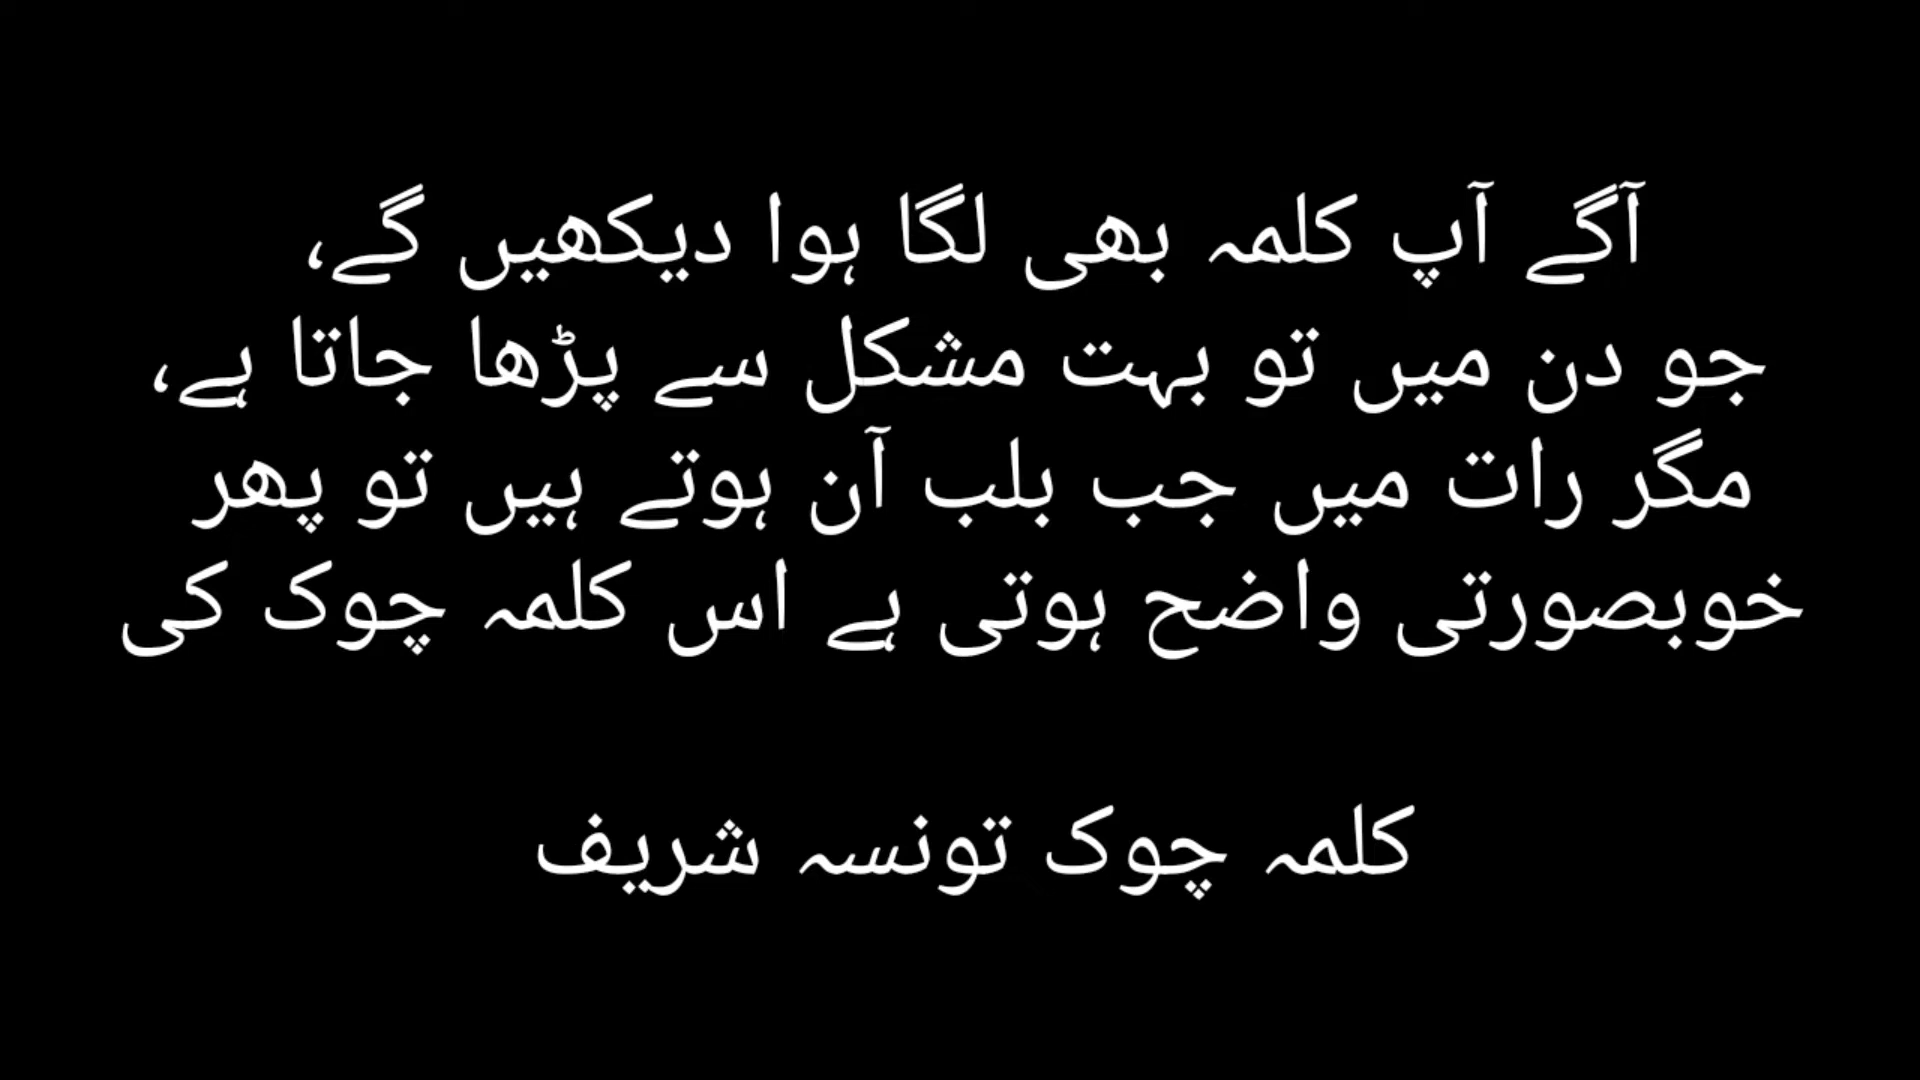 آگے آپ کلمہ بھی لگا ہوا دیکھیں گے،
جو دن میں تو بہت مشکل سے پڑھا جاتا ہے،
مگر رات میں جب بلب آن ہوتے ہیں تو پھر
خوبصورتی واضح ہوتی ہے اس کلمہ چوک کی
کلمہ چوک تونسہ شریف